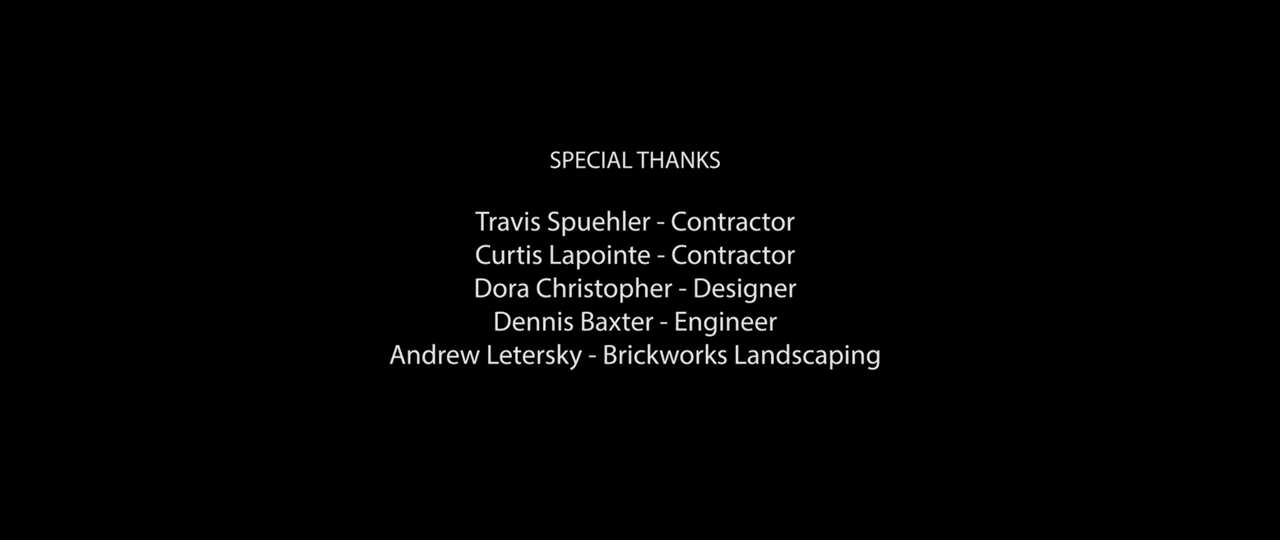 SPECIAL THANKS
Travis Spuehler - Contractor
Curtis Lapointe - Contractor
Dora Christopher - Designer
Dennis Baxter - Engineer
Andrew Letersky - Brickworks Landscaping